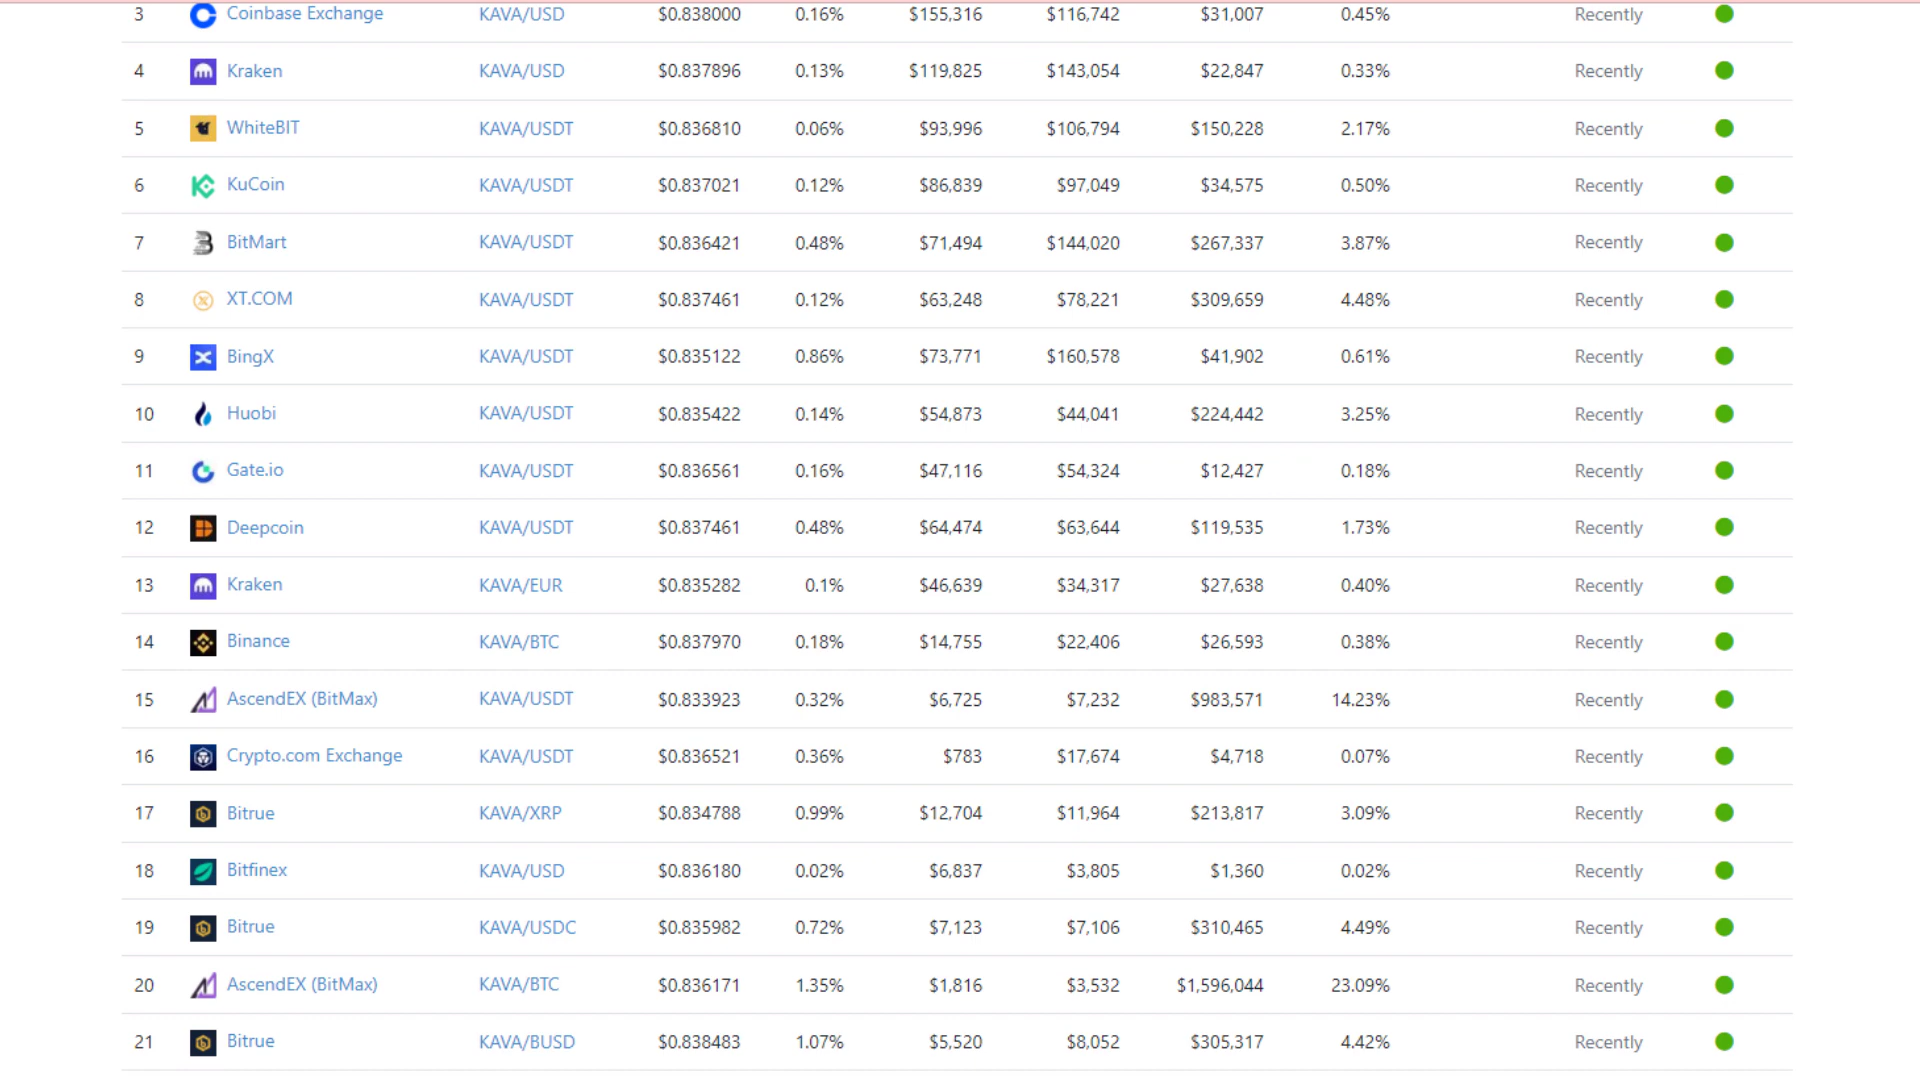 3 Coinbase Exchange KAVA/USD $0.838000 0.16% $155,316 $116,742 $31,007 0.45% Recently
4 Kraken KAVA/USD $0.837896 0.13% $119,825 $143,054 $22,847 0.33% Recently
5 WhiteBIT KAVA/USDT $0.836810 0.06% $93,996 $106,794 $150,228 2.17% Recently
6 KuCoin KAVA/USDT $0.837021 0.12% $86,839 $97,049 $34,575 0.50% Recently
7 BitMart KAVA/USDT $0.836421 0.48% $71,494 $144,020 $267,337 3.87% Recently
8 XT.COM KAVA/USDT $0.837461 0.12% $63,248 $78,221 $309,659 4.48% Recently
9 BingX KAVA/USDT $0.835122 0.86% $73,771 $160,578 $41,902 0.61% Recently
10 Huobi KAVA/USDT $0.835422 0.14% $54,873 $44,041 $224,442 3.25% Recently
11 Gate.io KAVA/USDT $0.836561 0.16% $47,116 $54,324 $12,427 0.18% Recently
12 Deepcoin KAVA/USDT $0.837461 0.48% $64,474 $63,644 $119,535 1.73% Recently
13 Kraken KAVA/EUR $0.835282 0.1% $46,639 $34,317 $27,638 0.40% Recently
14 Binance KAVA/BTC $0.837970 0.18% $14,755 $22,406 $26,593 0.38% Recently
15 AscendEX (BitMax) KAVA/USDT $0.833923 0.32% $6,725 $7,232 $983,571 14.23% Recently
16 Crypto.com Exchange KAVA/USDT $0.836521 0.36% $783 $17,674 $4,718 0.07% Recently
17 Bitrue KAVA/XRP $0.834788 0.99% $12,704 $11,964 $213,817 3.09% Recently
18 Bitfinex KAVA/USD $0.836180 0.02% $6,837 $3,805 $1,360 0.02% Recently
19 Bitrue KAVA/USDC $0.835982 0.72% $7,123 $7,106 $310,465 4.49% Recently
20 AscendEX (BitMax) KAVA/BTC $0.836171 1.35% $1,816 $3,532 $1,596,044 23.09% Recently
21 Bitrue KAVA/BUSD $0.838483 1.07% $5,520 $8,052 $305,317 4.42% Recently